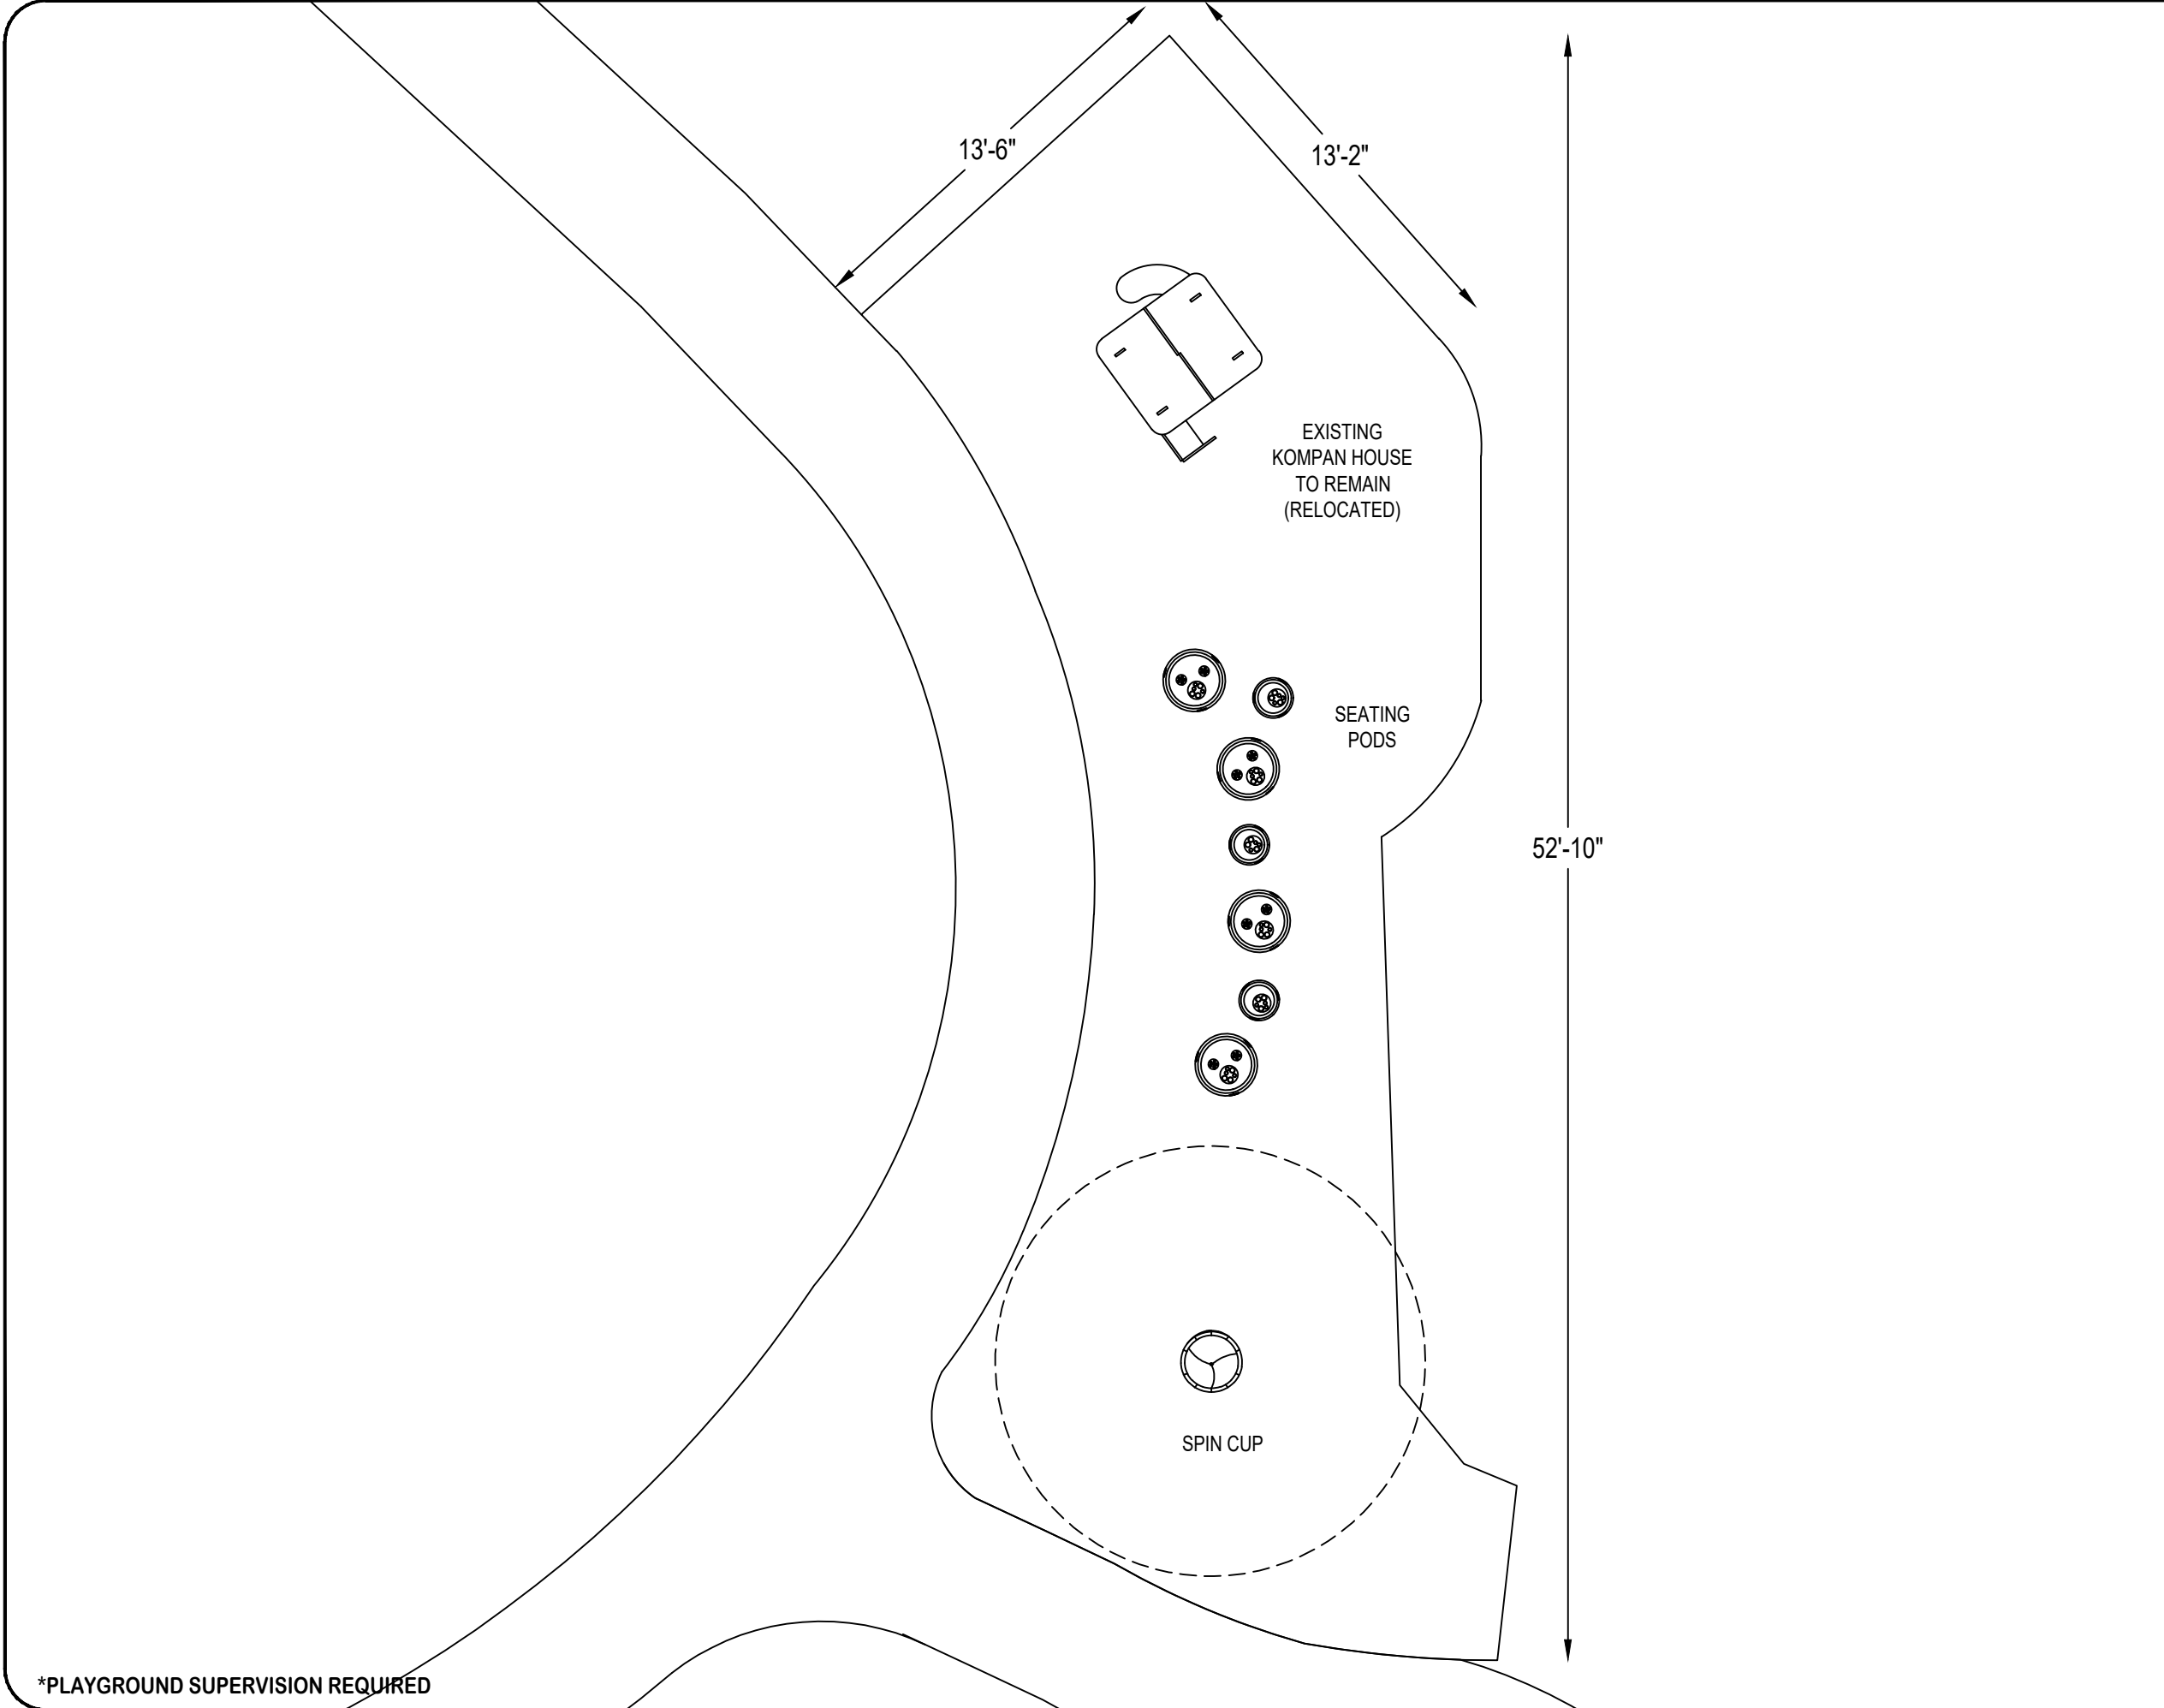 13'-6"
13'-2"
EXISTING
KOMPAN HOUSE
TO REMAIN
(RELOCATED)
SEATING
PODS
52'-10"
SPIN CUP
*PLAYGROUND SUPERVISION REQUIRED